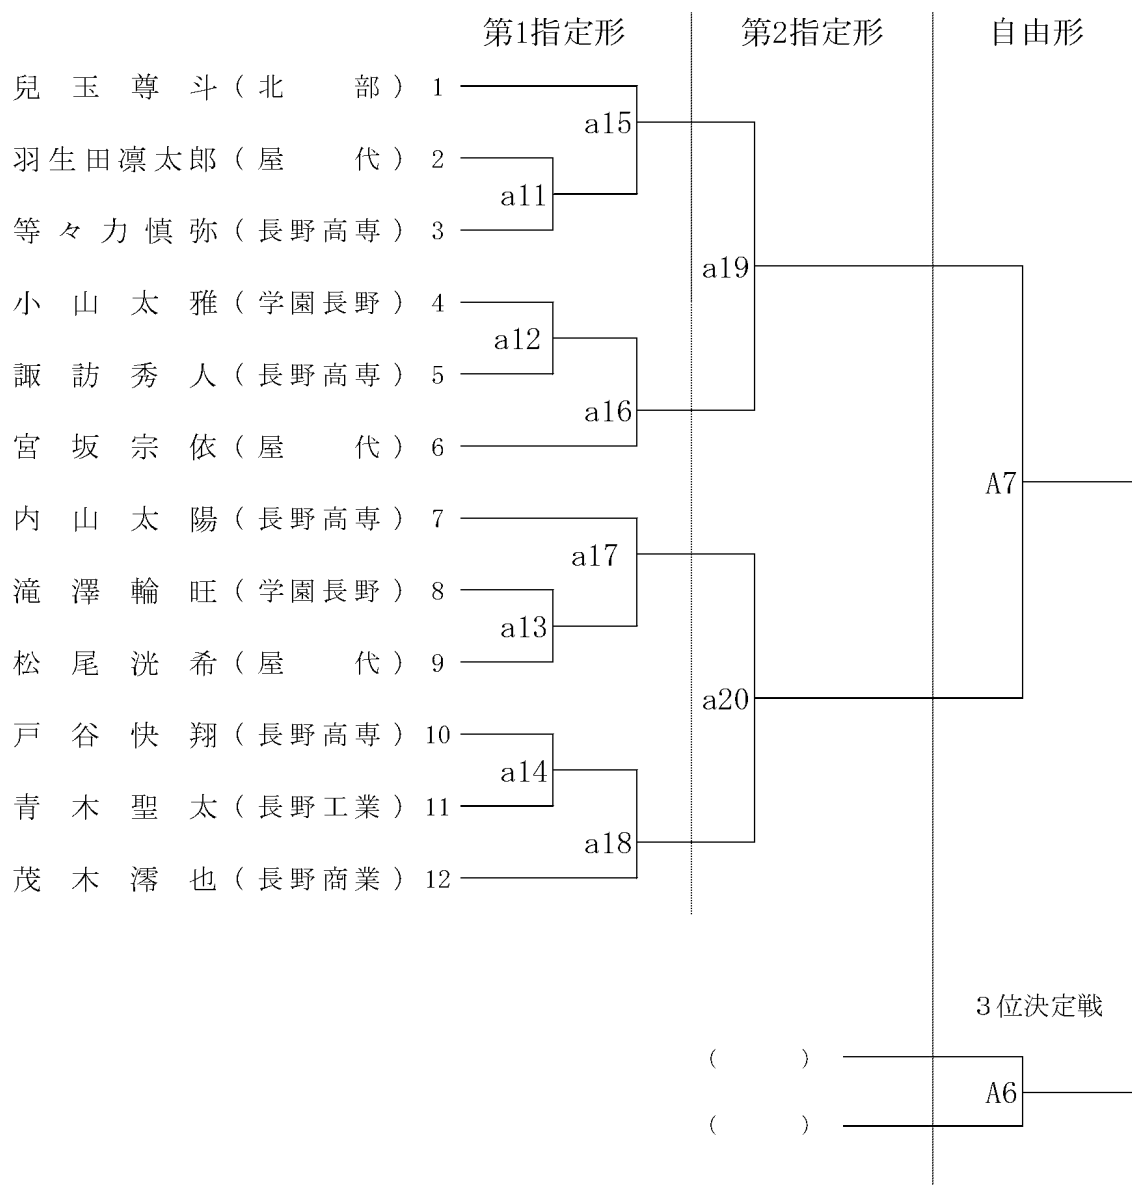 第1指定形 第2指定形 自由形
兒玉尊斗(北部) 1
a15
羽生田凛太郎(屋代) 2
a11
等々力慎弥(長野高専) 3
a19
小山太雅(学園長野) 4
a12
諏訪秀人(長野高専) 5
a16
宮坂宗依(屋代) 6
A7
内山太陽(長野高専) 7
a17
滝澤輪旺(学園長野) 8
a13
松尾洸希(屋代) 9
a20
戸谷快翔(長野高専) 10
a14
青木聖太(長野工業) 11
a18
茂木澪也(長野商業) 12
3位決定戦
( )
A6
( )